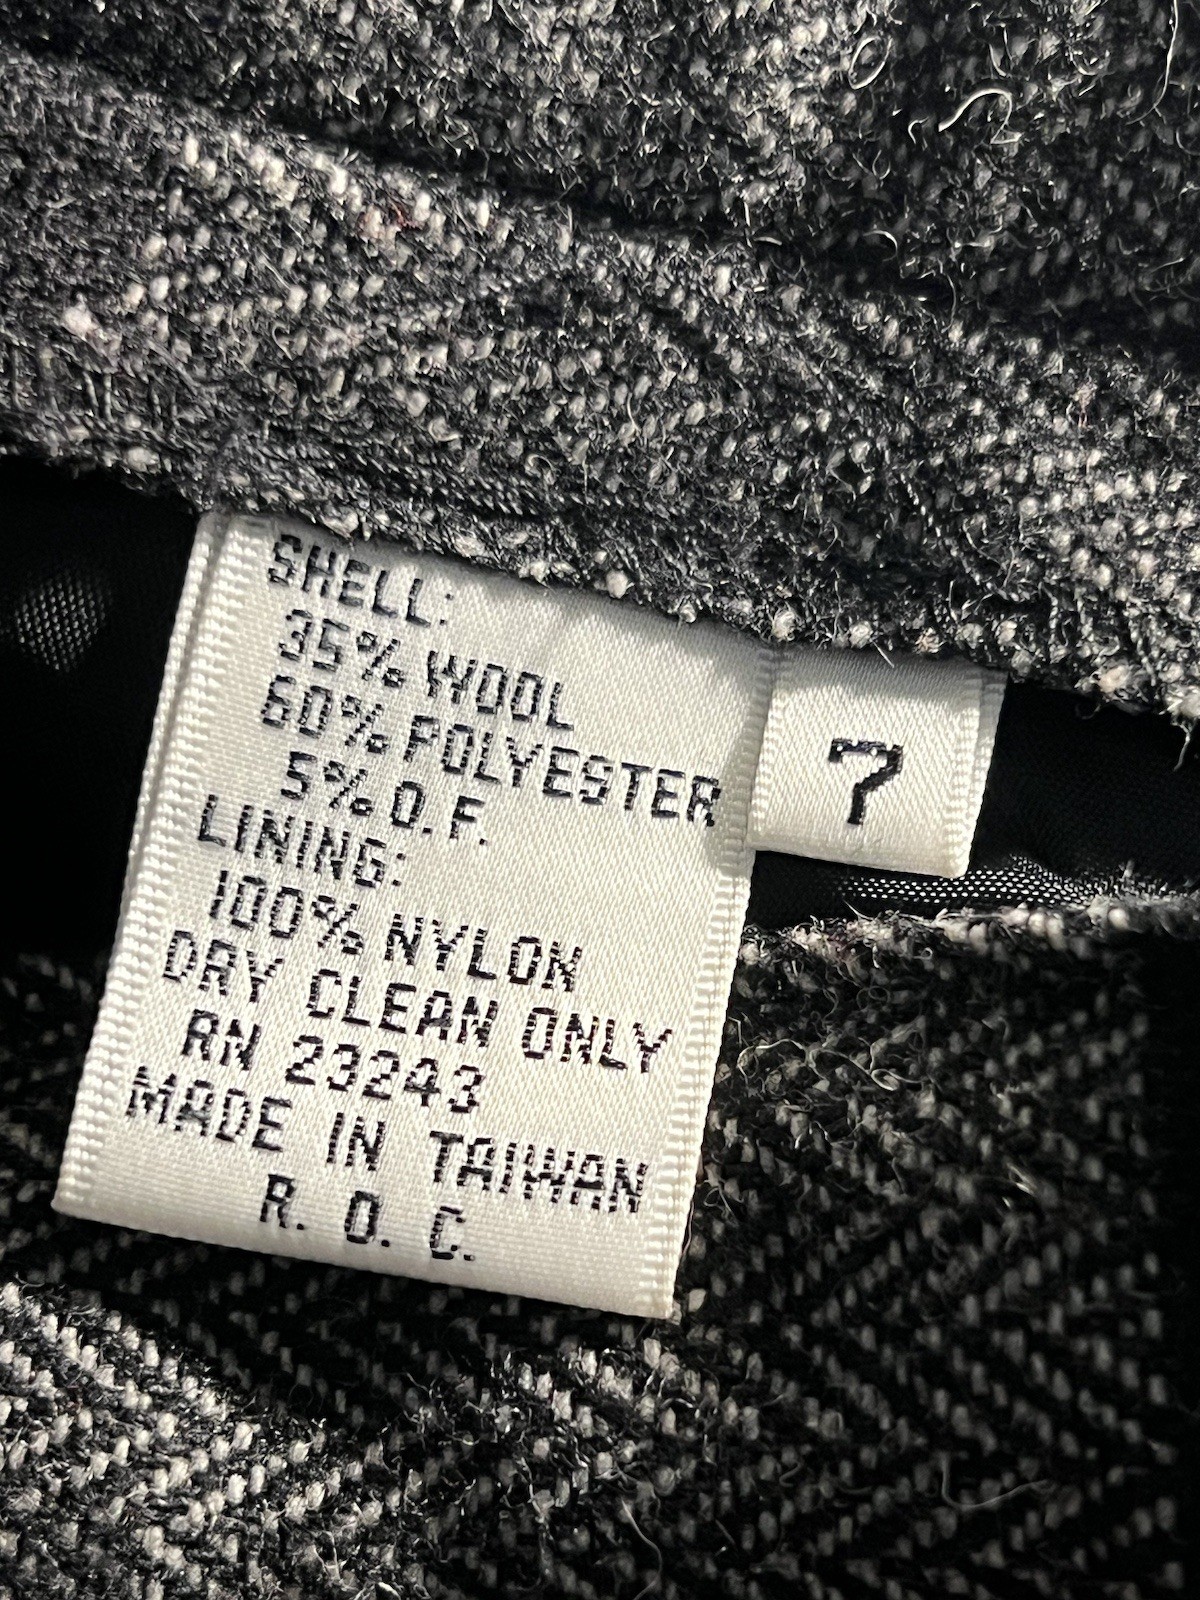 SHELL:
35% WOOL
60% POLYESTER
5% O.F.
LINING:
100% NYLON
DRY CLEAN ONLY
RN 23243
MADE IN TAIWAN
R. O. C.
7